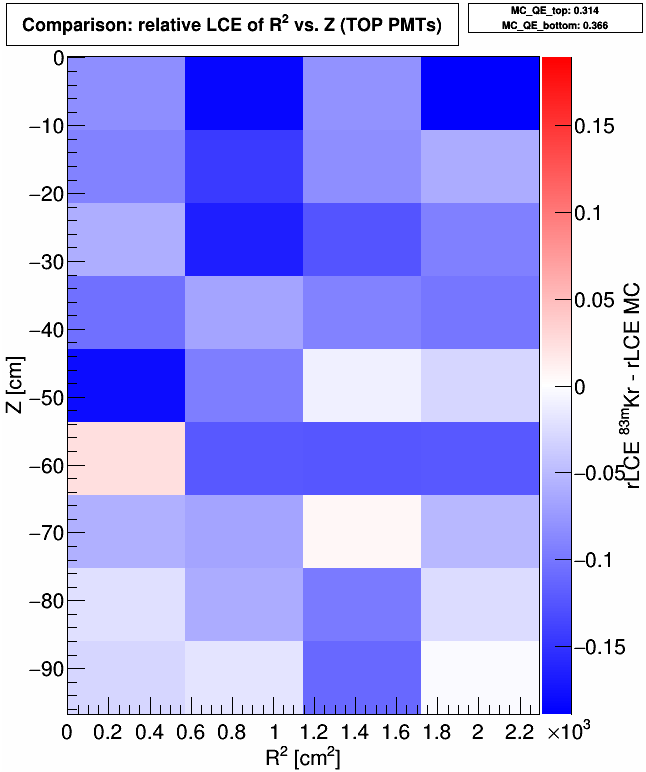 Comparison: relative LCE of R² vs. Z (TOP PMTs)
MC_QE_top: 0.314
MC_QE_bottom: 0.366
0
−10
−20
−30
−40
−50
−60
−70
−80
−90
Z [cm]
0 0.2 0.4 0.6 0.8 1 1.2 1.4 1.6 1.8 2 2.2 ×10³
R² [cm²]
0.15
0.1
0.05
0
−0.05
−0.1
−0.15
rLCE ⁸³ᵐKr - rLCE MC